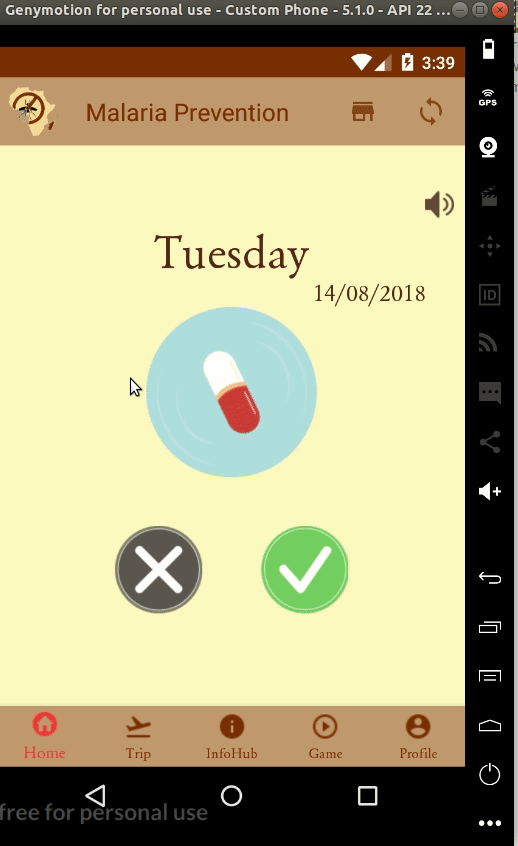 Genymotion for personal use - Custom Phone - 5.1.0 - API 22 ...
3:39
Malaria Prevention
GPS
Tuesday
14/08/2018
ID
Home
Trip
InfoHub
Game
Profile
free for personal use